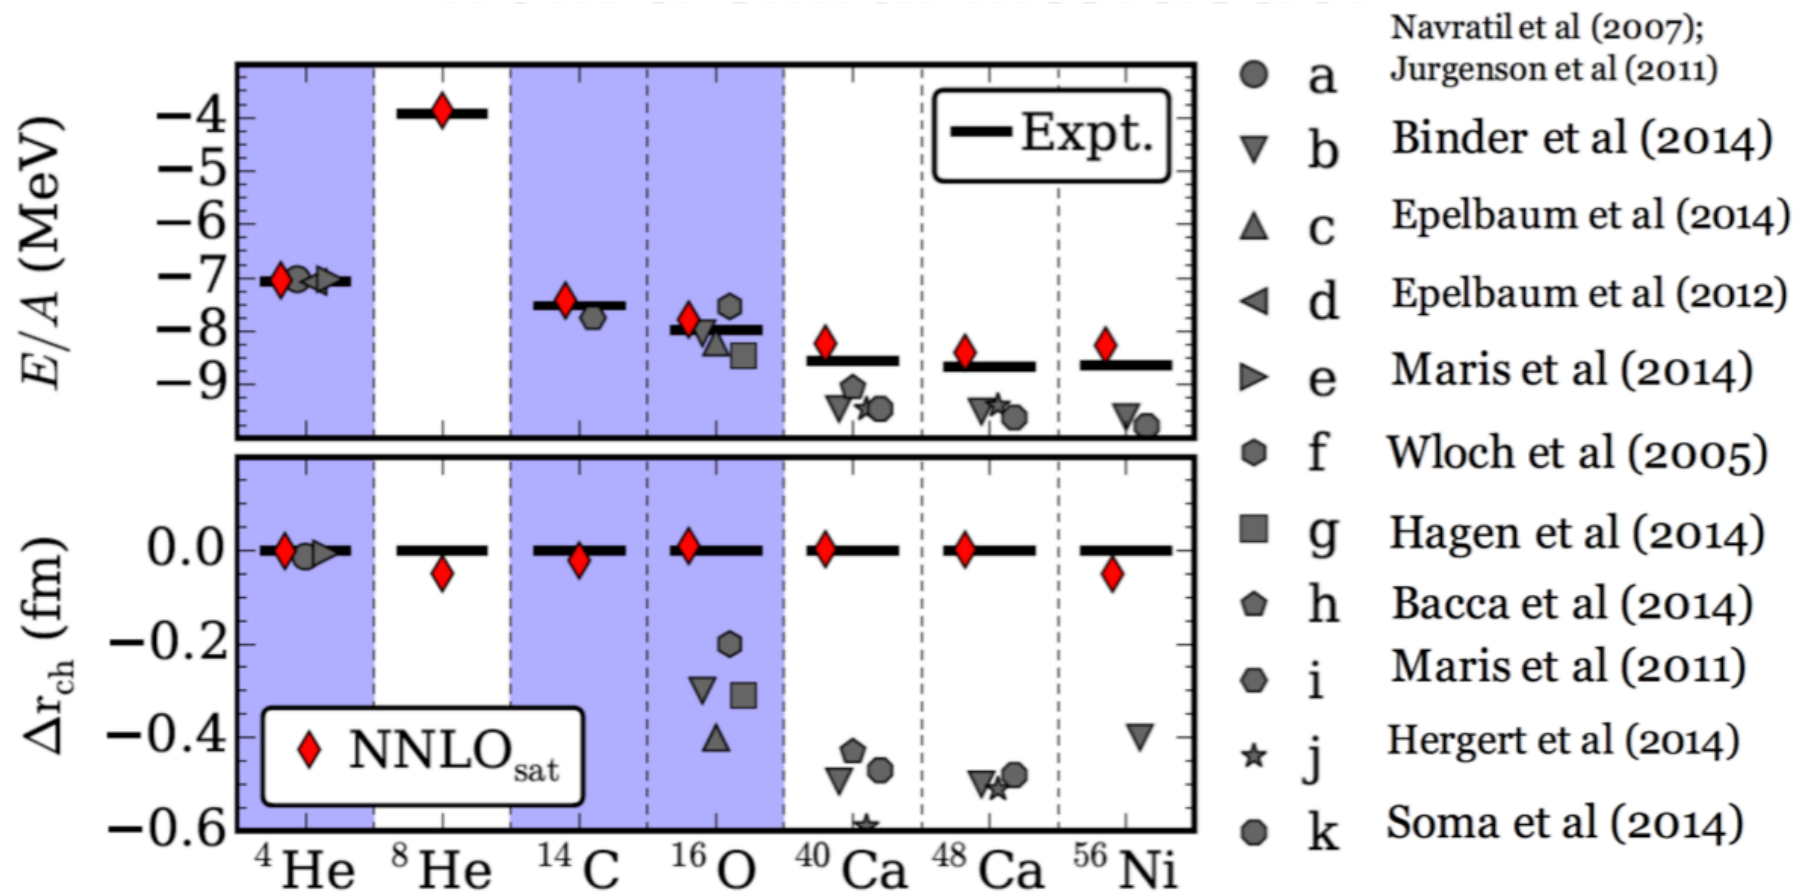 −4
−5
−6
−7
−8
−9
E/A (MeV)
Expt.
0.0
−0.2
−0.4
−0.6
Δr_ch (fm)
NNLO_sat
⁴He ⁸He ¹⁴C ¹⁶O ⁴⁰Ca ⁴⁸Ca ⁵⁶Ni
Navratil et al (2007);
a Jurgenson et al (2011)
b Binder et al (2014)
c Epelbaum et al (2014)
d Epelbaum et al (2012)
e Maris et al (2014)
f Wloch et al (2005)
g Hagen et al (2014)
h Bacca et al (2014)
i Maris et al (2011)
j Hergert et al (2014)
k Soma et al (2014)